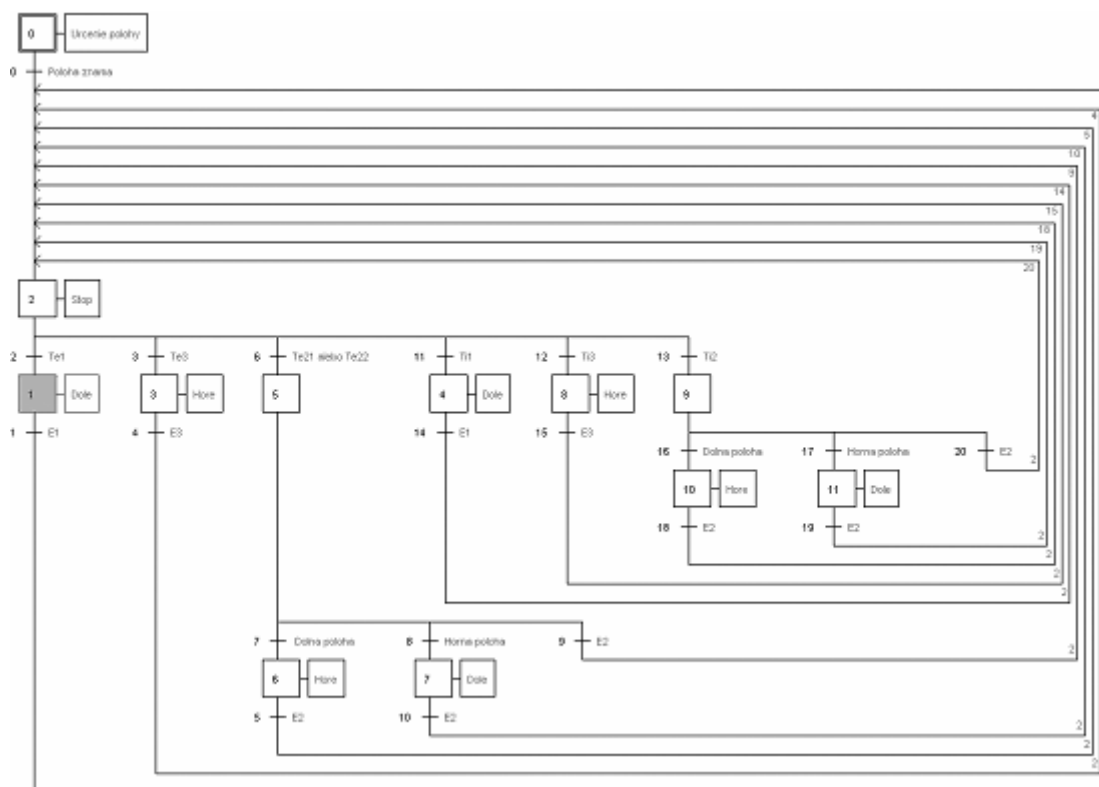 0 Urcenie polohy
0 Poloha znama
4
5
10
9
14
15
18
19
20
2 Stop
2 Te1 3 Te3 6 Te21 alebo Te22 11 Ti1 12 Ti3 13 Ti2
1 Dole 3 Hore 5 4 Dole 8 Hore 9
1 E1 4 E3 14 E1 15 E3
16 Dolna poloha 17 Horna poloha 20 E2
2
10 Hore 11 Dole
18 E2 19 E2
2
2
2
2
7 Dolna poloha 8 Horna poloha 9 E2
2
6 Hore 7 Dole
5 E2 10 E2
2
2
2